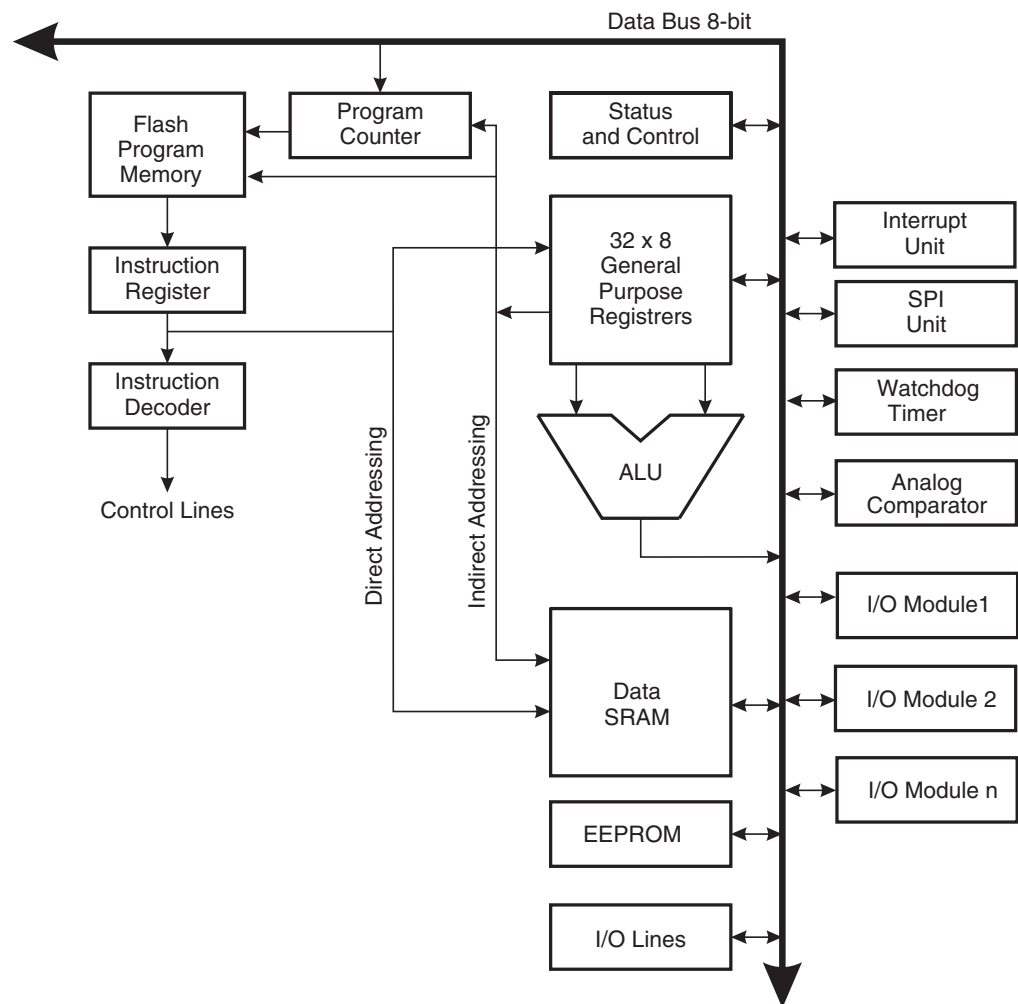 Data Bus 8-bit
Flash
Program
Memory
Program
Counter
Status
and Control
Interrupt
Unit
32 x 8
General
Purpose
Registrers
Instruction
Register
SPI
Unit
Instruction
Decoder
Watchdog
Timer
Direct Addressing
Indirect Addressing
ALU
Analog
Comparator
Control Lines
I/O Module1
Data
SRAM
I/O Module 2
I/O Module n
EEPROM
I/O Lines